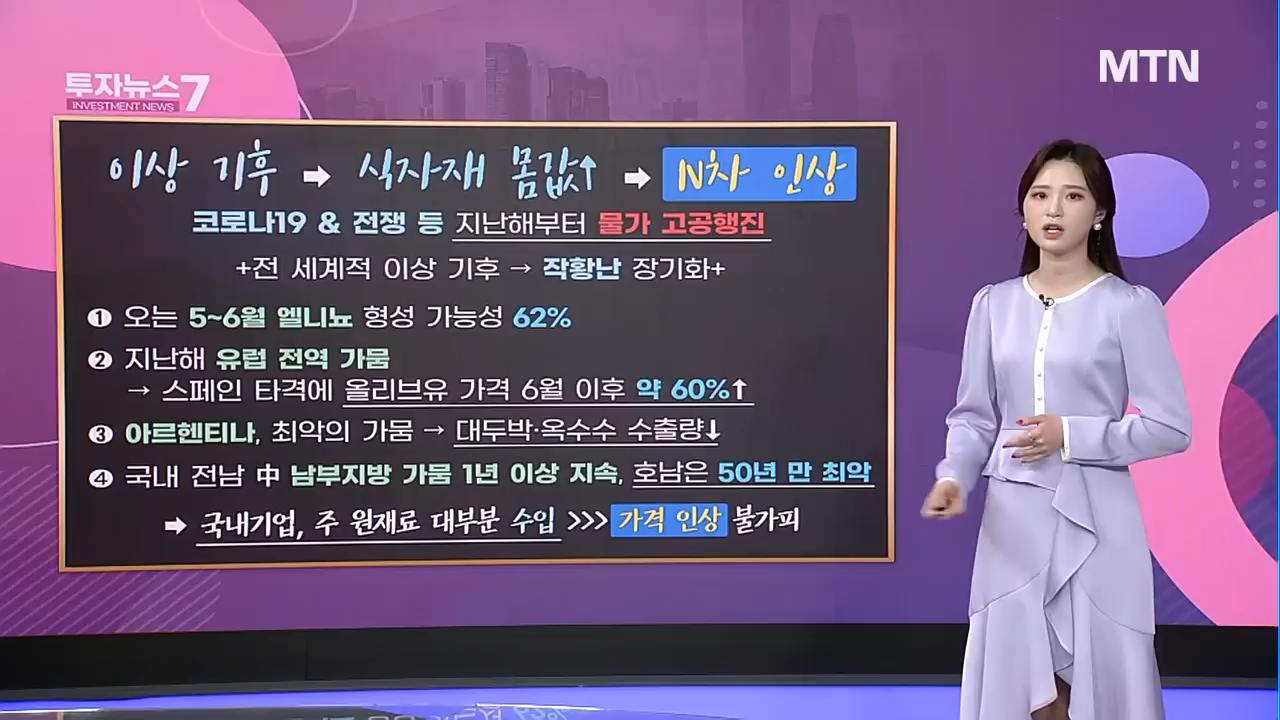 투자뉴스7
INVESTMENT NEWS
MTN
이상 기후 ➡ 식자재 몸값↑ ➡ N차 인상
코로나19 & 전쟁 등 지난해부터 물가 고공행진
+전 세계적 이상 기후 → 작황난 장기화+
❶ 오는 5~6월 엘니뇨 형성 가능성 62%
❷ 지난해 유럽 전역 가뭄
→ 스페인 타격에 올리브유 가격 6월 이후 약 60%↑
❸ 아르헨티나, 최악의 가뭄 → 대두박·옥수수 수출량↓
❹ 국내 전남 中 남부지방 가뭄 1년 이상 지속, 호남은 50년 만 최악
➡ 국내기업, 주 원재료 대부분 수입 >>> 가격 인상 불가피